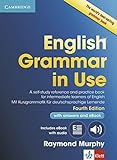 CAMBRIDGE
English
Grammar
in Use
A self-study reference and practice book
for intermediate learners of English
Mit Kurzgrammatik für deutschsprachige Lernende
Fourth Edition
with answers and eBook
Includes eBook
with audio
Raymond Murphy
Klett